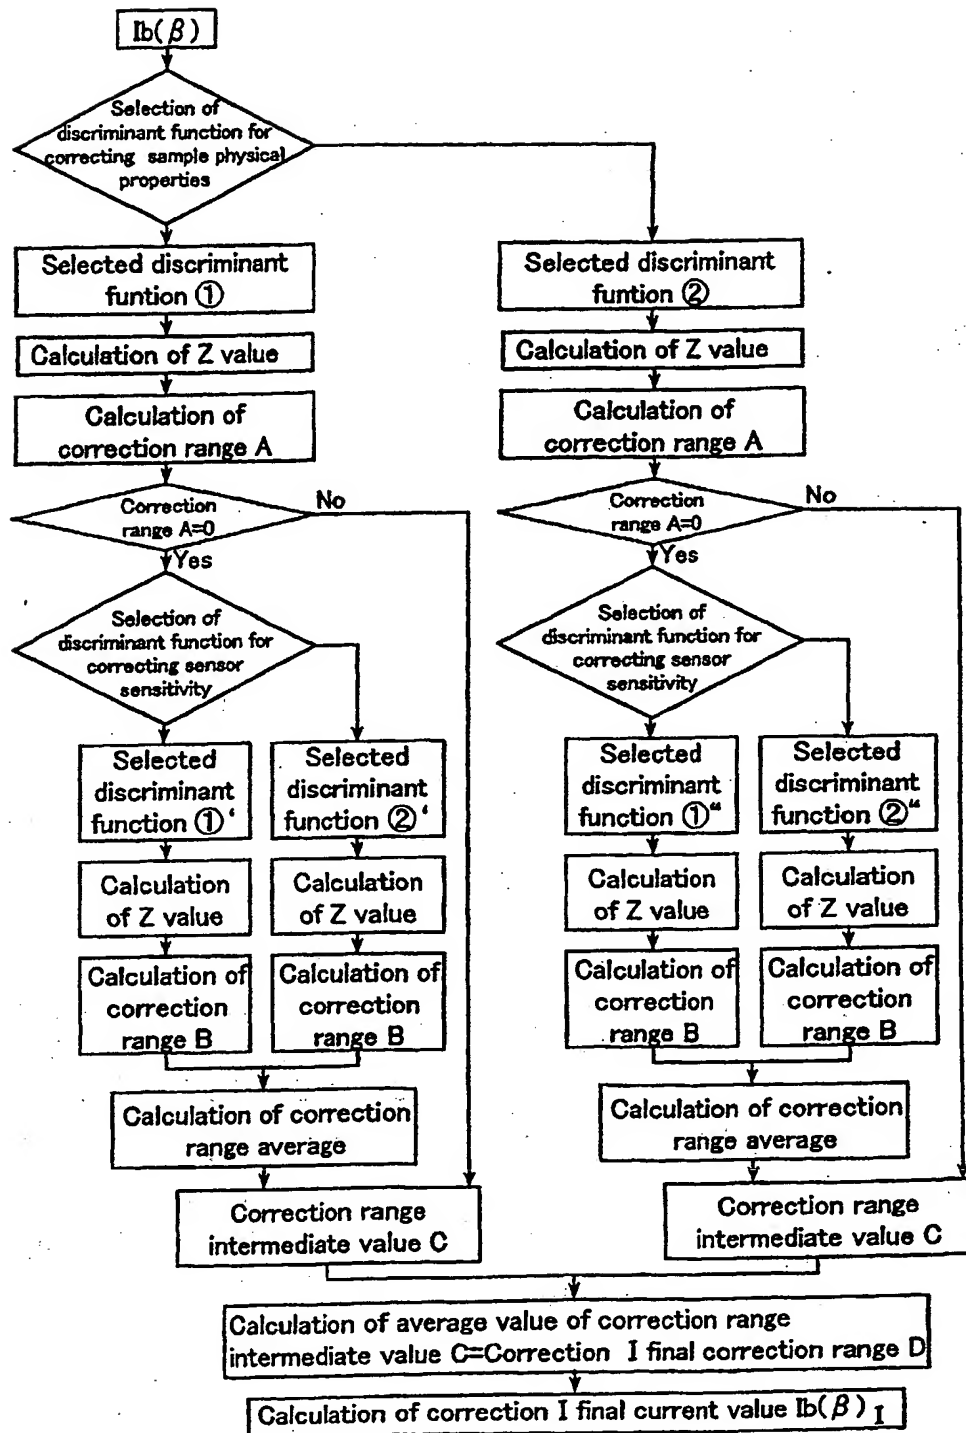 Ib(β)
Selection of
discriminant function for
correcting sample physical
properties
Selected discriminant
funtion ①
Calculation of Z value
Calculation of
correction range A
Correction
range A=0
No
Yes
Selection of
discriminant function for
correcting sensor
sensitivity
Selected
discriminant
function ①‘
Calculation
of Z value
Calculation of
correction
range B
Selected
discriminant
function ②‘
Calculation
of Z value
Calculation of
correction
range B
Calculation of correction
range average
Correction range
intermediate value C
Selected discriminant
funtion ②
Calculation of Z value
Calculation of
correction range A
Correction
range A=0
No
Yes
Selection of
discriminant function for
correcting sensor
sensitivity
Selected
discriminant
function ①“
Calculation
of Z value
Calculation of
correction
range B
Selected
discriminant
function ②“
Calculation
of Z value
Calculation of
correction
range B
Calculation of correction
range average
Correction range
intermediate value C
Calculation of average value of correction range
intermediate value C=Correction I final correction range D
Calculation of correction I final current value Ib(β)I